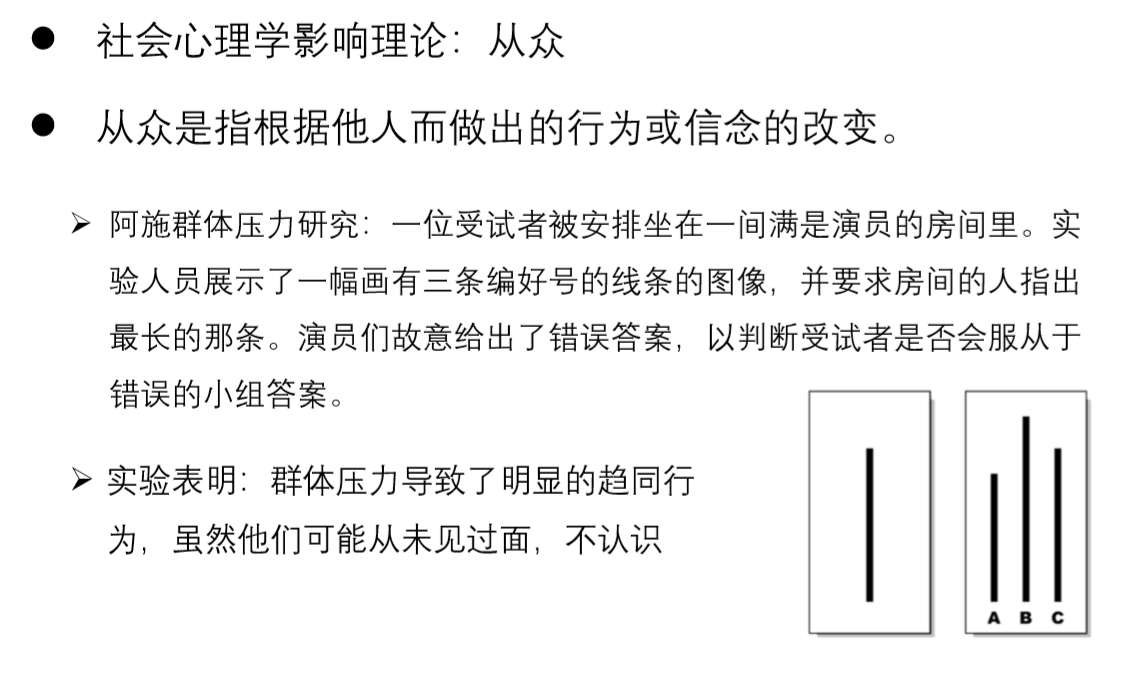 ● 社会心理学影响理论：从众
● 从众是指根据他人而做出的行为或信念的改变。
➢ 阿施群体压力研究：一位受试者被安排坐在一间满是演员的房间里。实
验人员展示了一幅画有三条编好号的线条的图像，并要求房间的人指出
最长的那条。演员们故意给出了错误答案，以判断受试者是否会服从于
错误的小组答案。
➢ 实验表明：群体压力导致了明显的趋同行
为，虽然他们可能从未见过面，不认识
A B C